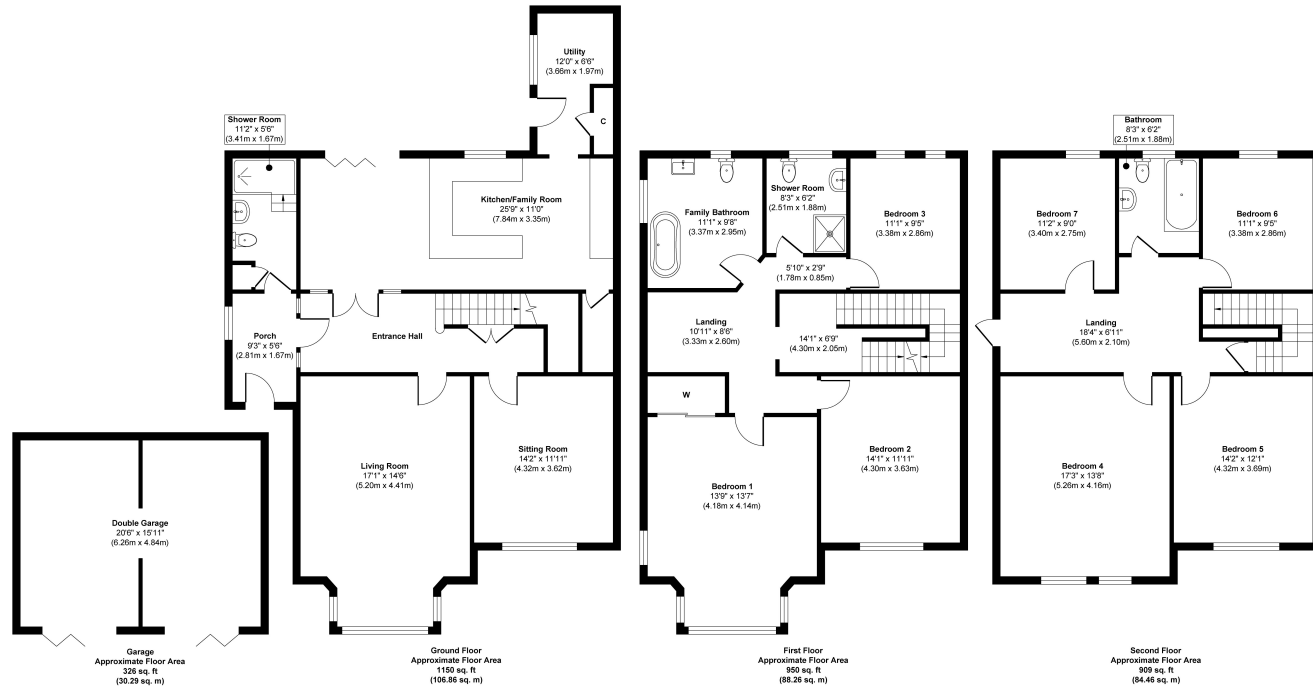 Utility
12'0" x 6'6"
(3.66m x 1.97m)
C
Shower Room
11'2" x 5'6"
(3.41m x 1.67m)
Kitchen/Family Room
25'9" x 11'0"
(7.84m x 3.35m)
Porch
9'3" x 5'6"
(2.81m x 1.67m)
Entrance Hall
Living Room
17'1" x 14'6"
(5.20m x 4.41m)
Sitting Room
14'2" x 11'11"
(4.32m x 3.62m)
Double Garage
20'6" x 15'11"
(6.26m x 4.84m)
Garage
Approximate Floor Area
326 sq. ft
(30.29 sq. m)
Ground Floor
Approximate Floor Area
1150 sq. ft
(106.86 sq. m)
Family Bathroom
11'1" x 9'8"
(3.37m x 2.95m)
Shower Room
8'3" x 6'2"
(2.51m x 1.88m)
Bedroom 3
11'1" x 9'5"
(3.38m x 2.86m)
5'10" x 2'9"
(1.78m x 0.85m)
Landing
10'11" x 8'6"
(3.33m x 2.60m)
14'1" x 6'9"
(4.30m x 2.05m)
W
Bedroom 1
13'9" x 13'7"
(4.18m x 4.14m)
Bedroom 2
14'1" x 11'11"
(4.30m x 3.63m)
First Floor
Approximate Floor Area
950 sq. ft
(88.26 sq. m)
Bathroom
8'3" x 6'2"
(2.51m x 1.88m)
Bedroom 7
11'2" x 9'0"
(3.40m x 2.75m)
Bedroom 6
11'1" x 9'5"
(3.38m x 2.86m)
Landing
18'4" x 6'11"
(5.60m x 2.10m)
Bedroom 4
17'3" x 13'8"
(5.26m x 4.16m)
Bedroom 5
14'2" x 12'1"
(4.32m x 3.69m)
Second Floor
Approximate Floor Area
909 sq. ft
(84.46 sq. m)